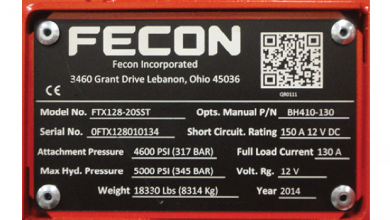 FECON
Fecon Incorporated
3460 Grant Drive Lebanon, Ohio 45036
CE
QR0111
Model No. FTX128-20SST Opts. Manual P/N BH410-130
Serial No. 0FTX128010134 Short Circuit. Rating 150 A 12 V DC
Attachment Pressure 4600 PSI (317 BAR) Full Load Current 130 A
Max Hyd. Pressure 5000 PSI (345 BAR) Volt. Rg. 12 V
Weight 18330 Lbs (8314 Kg) Year 2014